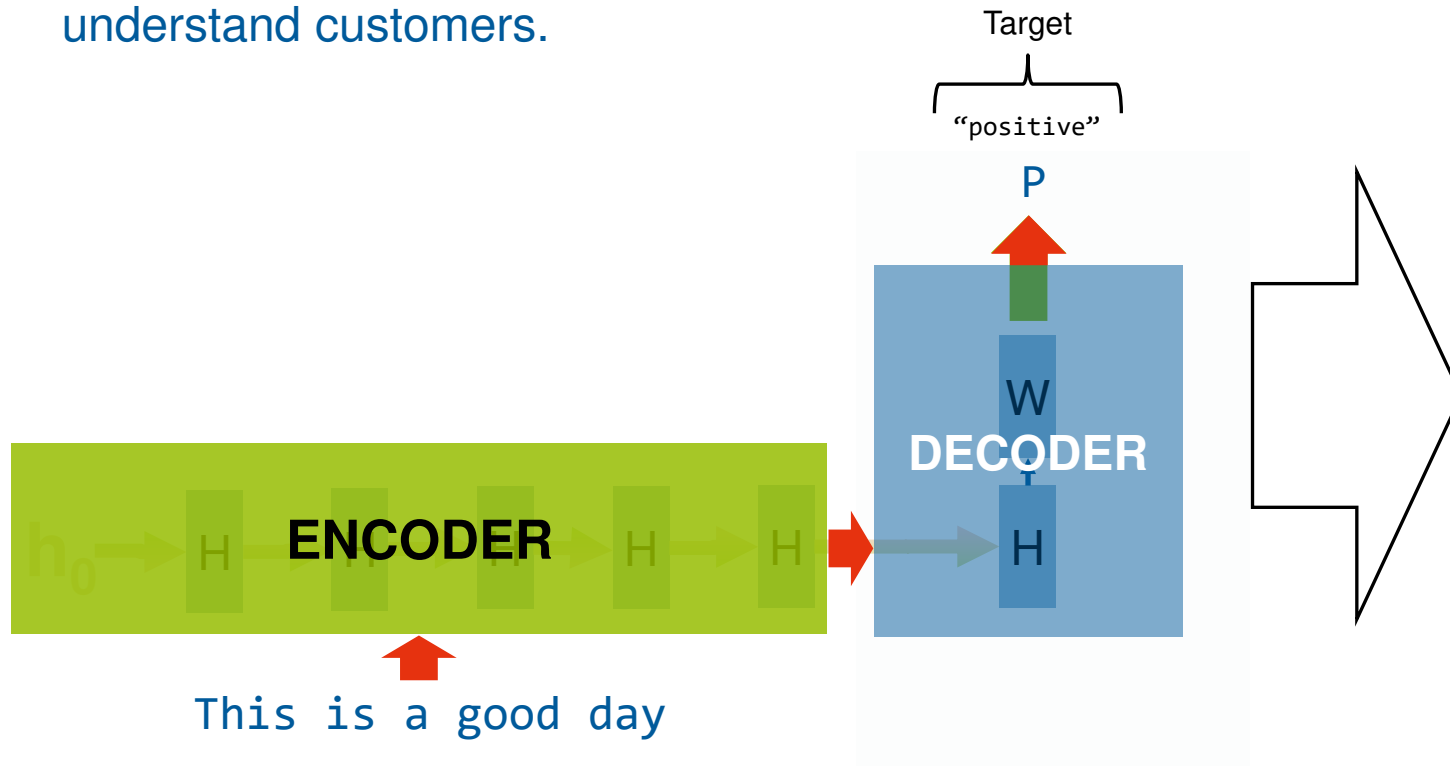 understand customers.
Target
“positive”
P
W
DECODER
h0 H H H H H H
ENCODER
This is a good day